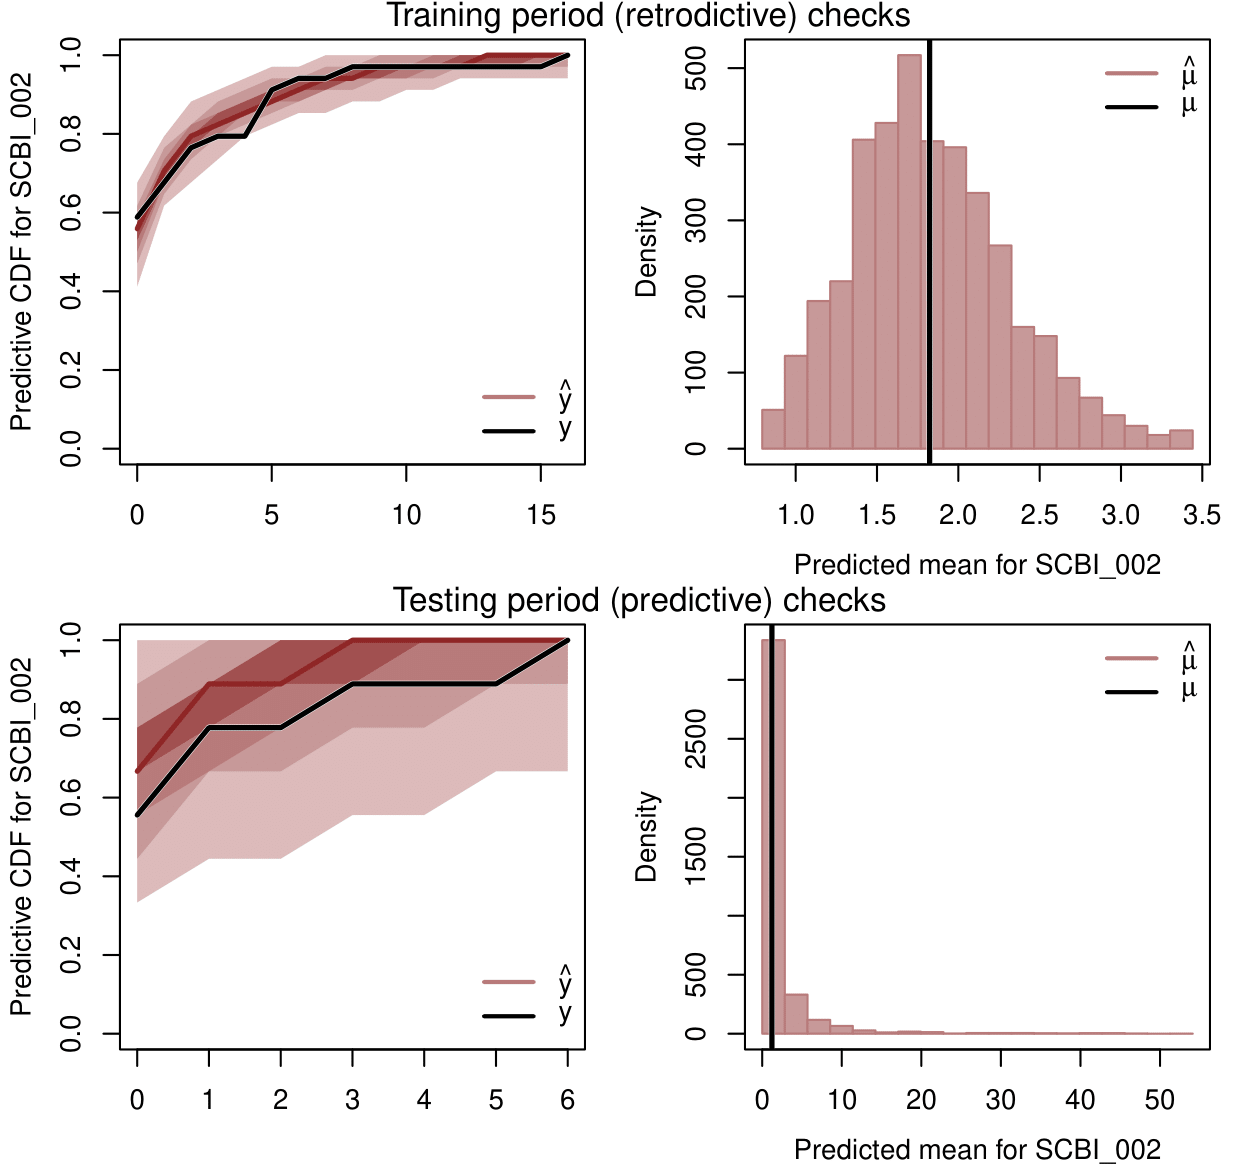 Training period (retrodictive) checks
Predictive CDF for SCBI_002
1.0
0.8
0.6
0.4
0.2
0.0
ŷ
y
0 5 10 15
Density
500
400
300
200
100
0
μ̂
μ
1.0 1.5 2.0 2.5 3.0 3.5
Predicted mean for SCBI_002
Testing period (predictive) checks
Predictive CDF for SCBI_002
1.0
0.8
0.6
0.4
0.2
0.0
ŷ
y
0 1 2 3 4 5 6
Density
2500
1500
500
0
μ̂
μ
0 10 20 30 40 50
Predicted mean for SCBI_002